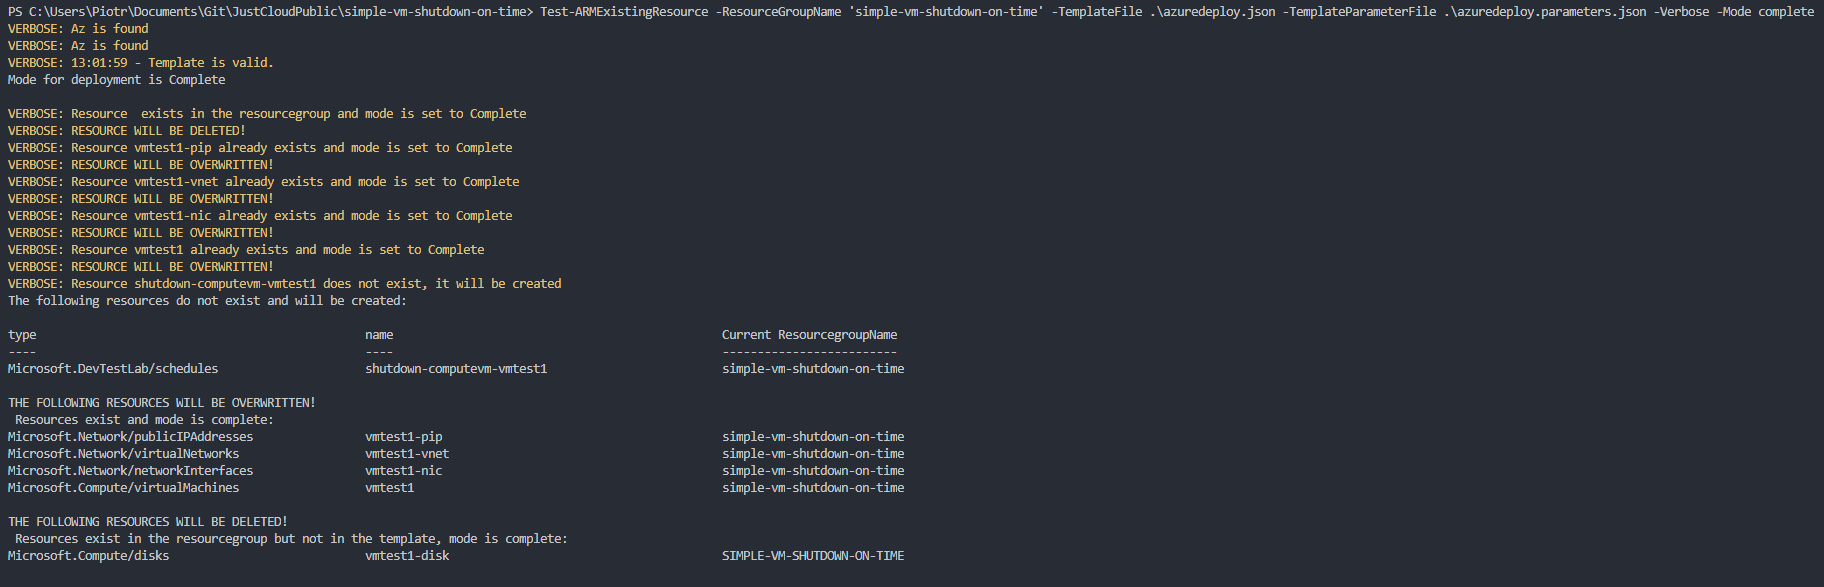 PS C:\Users\Piotr\Documents\Git\JustCloudPublic\simple-vm-shutdown-on-time> Test-ARMExistingResource -ResourceGroupName 'simple-vm-shutdown-on-time' -TemplateFile .\azuredeploy.json -TemplateParameterFile .\azuredeploy.parameters.json -Verbose -Mode complete
VERBOSE: Az is found
VERBOSE: Az is found
VERBOSE: 13:01:59 - Template is valid.
Mode for deployment is Complete
VERBOSE: Resource  exists in the resourcegroup and mode is set to Complete
VERBOSE: RESOURCE WILL BE DELETED!
VERBOSE: Resource vmtest1-pip already exists and mode is set to Complete
VERBOSE: RESOURCE WILL BE OVERWRITTEN!
VERBOSE: Resource vmtest1-vnet already exists and mode is set to Complete
VERBOSE: RESOURCE WILL BE OVERWRITTEN!
VERBOSE: Resource vmtest1-nic already exists and mode is set to Complete
VERBOSE: RESOURCE WILL BE OVERWRITTEN!
VERBOSE: Resource vmtest1 already exists and mode is set to Complete
VERBOSE: RESOURCE WILL BE OVERWRITTEN!
VERBOSE: Resource shutdown-computevm-vmtest1 does not exist, it will be created
The following resources do not exist and will be created:
type name Current ResourcegroupName
---- ---- -------------------------
Microsoft.DevTestLab/schedules shutdown-computevm-vmtest1 simple-vm-shutdown-on-time
THE FOLLOWING RESOURCES WILL BE OVERWRITTEN!
Resources exist and mode is complete:
Microsoft.Network/publicIPAddresses vmtest1-pip simple-vm-shutdown-on-time
Microsoft.Network/virtualNetworks vmtest1-vnet simple-vm-shutdown-on-time
Microsoft.Network/networkInterfaces vmtest1-nic simple-vm-shutdown-on-time
Microsoft.Compute/virtualMachines vmtest1 simple-vm-shutdown-on-time
THE FOLLOWING RESOURCES WILL BE DELETED!
Resources exist in the resourcegroup but not in the template, mode is complete:
Microsoft.Compute/disks vmtest1-disk SIMPLE-VM-SHUTDOWN-ON-TIME